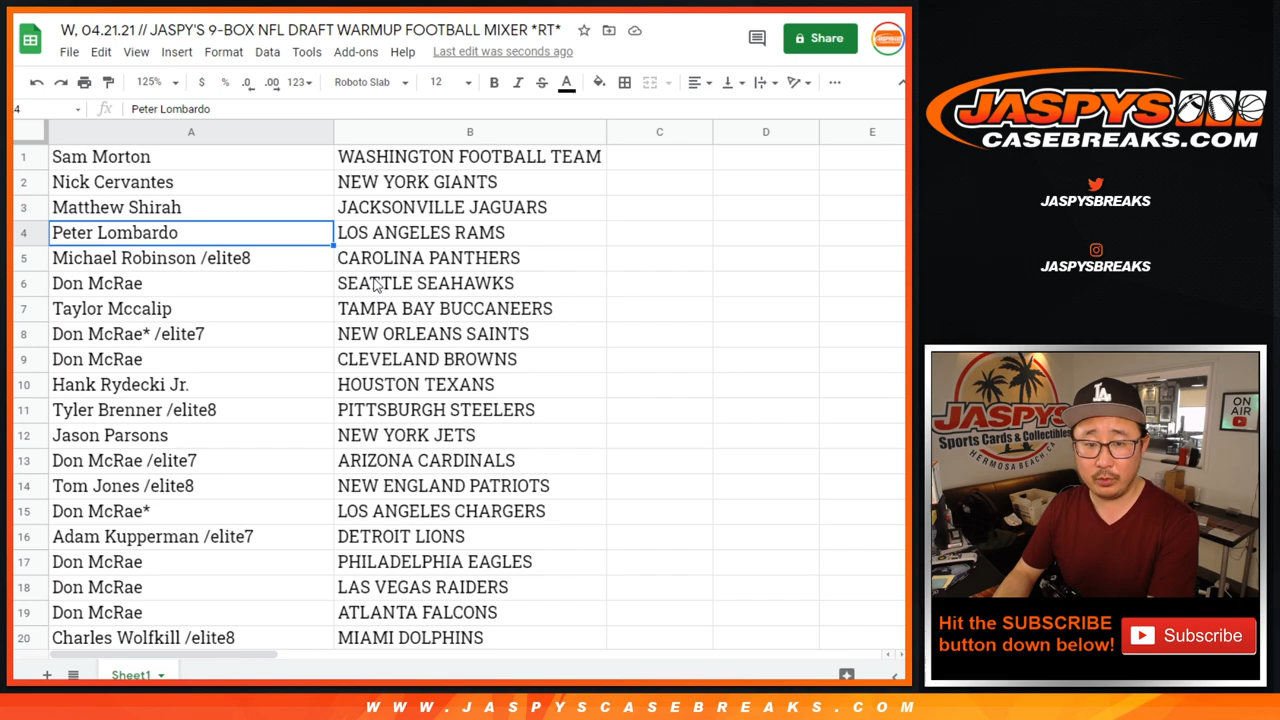 W, 04.21.21 // JASPY'S 9-BOX NFL DRAFT WARMUP FOOTBALL MIXER *RT*
File Edit View Insert Format Data Tools Add-ons Help Last edit was seconds ago
Share
125% $ % .0 .00 123 Roboto Slab 12 B I S A
4 fx Peter Lombardo
A B C D E
1 Sam Morton WASHINGTON FOOTBALL TEAM
2 Nick Cervantes NEW YORK GIANTS
3 Matthew Shirah JACKSONVILLE JAGUARS
4 Peter Lombardo LOS ANGELES RAMS
5 Michael Robinson /elite8 CAROLINA PANTHERS
6 Don McRae SEATTLE SEAHAWKS
7 Taylor Mccalip TAMPA BAY BUCCANEERS
8 Don McRae* /elite7 NEW ORLEANS SAINTS
9 Don McRae CLEVELAND BROWNS
10 Hank Rydecki Jr. HOUSTON TEXANS
11 Tyler Brenner /elite8 PITTSBURGH STEELERS
12 Jason Parsons NEW YORK JETS
13 Don McRae /elite7 ARIZONA CARDINALS
14 Tom Jones /elite8 NEW ENGLAND PATRIOTS
15 Don McRae* LOS ANGELES CHARGERS
16 Adam Kupperman /elite7 DETROIT LIONS
17 Don McRae PHILADELPHIA EAGLES
18 Don McRae LAS VEGAS RAIDERS
19 Don McRae ATLANTA FALCONS
20 Charles Wolfkill /elite8 MIAMI DOLPHINS
Sheet1
JASPYS
CASEBREAKS.COM
JASPYSBREAKS
JASPYSBREAKS
JASPYS
Sports Cards & Collectibles
HERMOSA BEACH, CA
LA
ON AIR
Hit the SUBSCRIBE
button down below!
Subscribe
WWW.JASPYSCASEBREAKS.COM